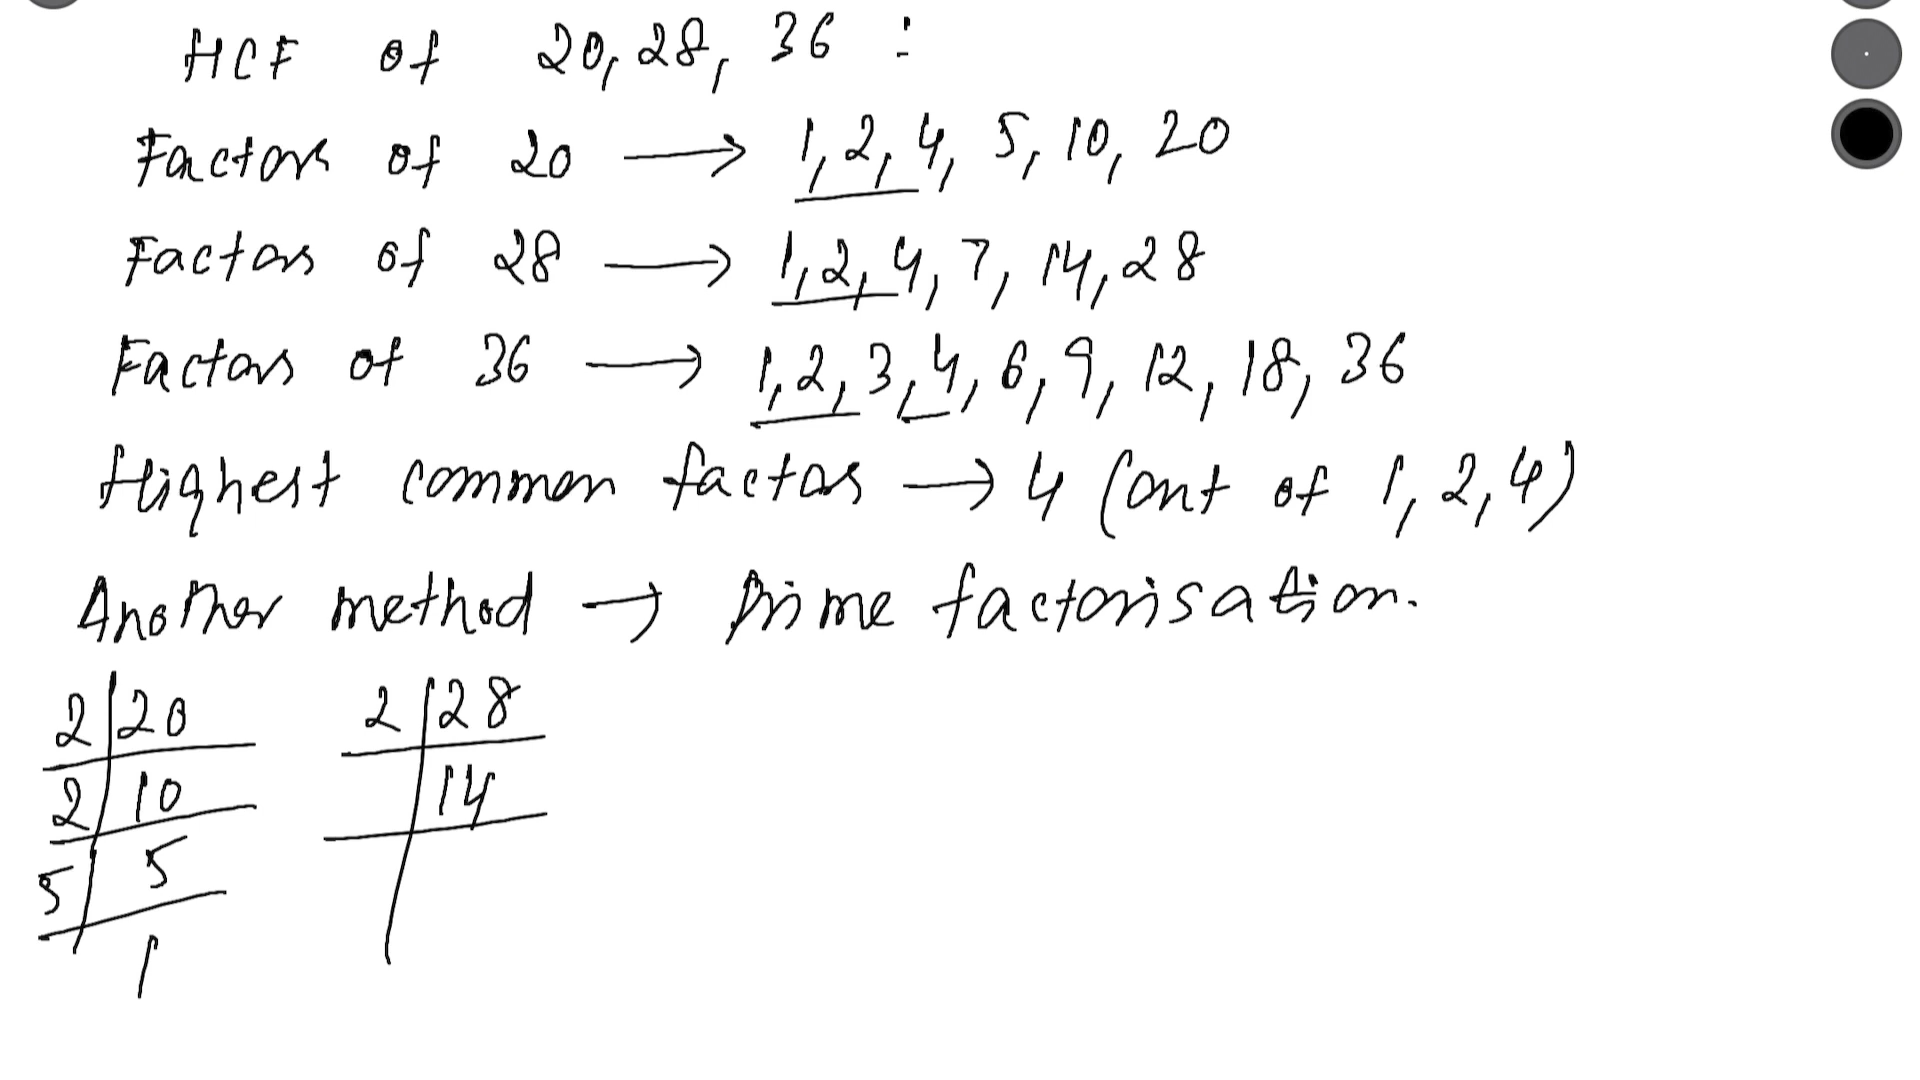 HCF of 20, 28, 36 :
Factors of 20 → 1, 2, 4, 5, 10, 20
Factors of 28 → 1, 2, 4, 7, 14, 28
Factors of 36 → 1, 2, 3, 4, 6, 9, 12, 18, 36
Highest common factor → 4 (out of 1, 2, 4)
Another method → Prime factorisation.
2 | 20
2 | 10
5 | 5
1
2 | 28
14